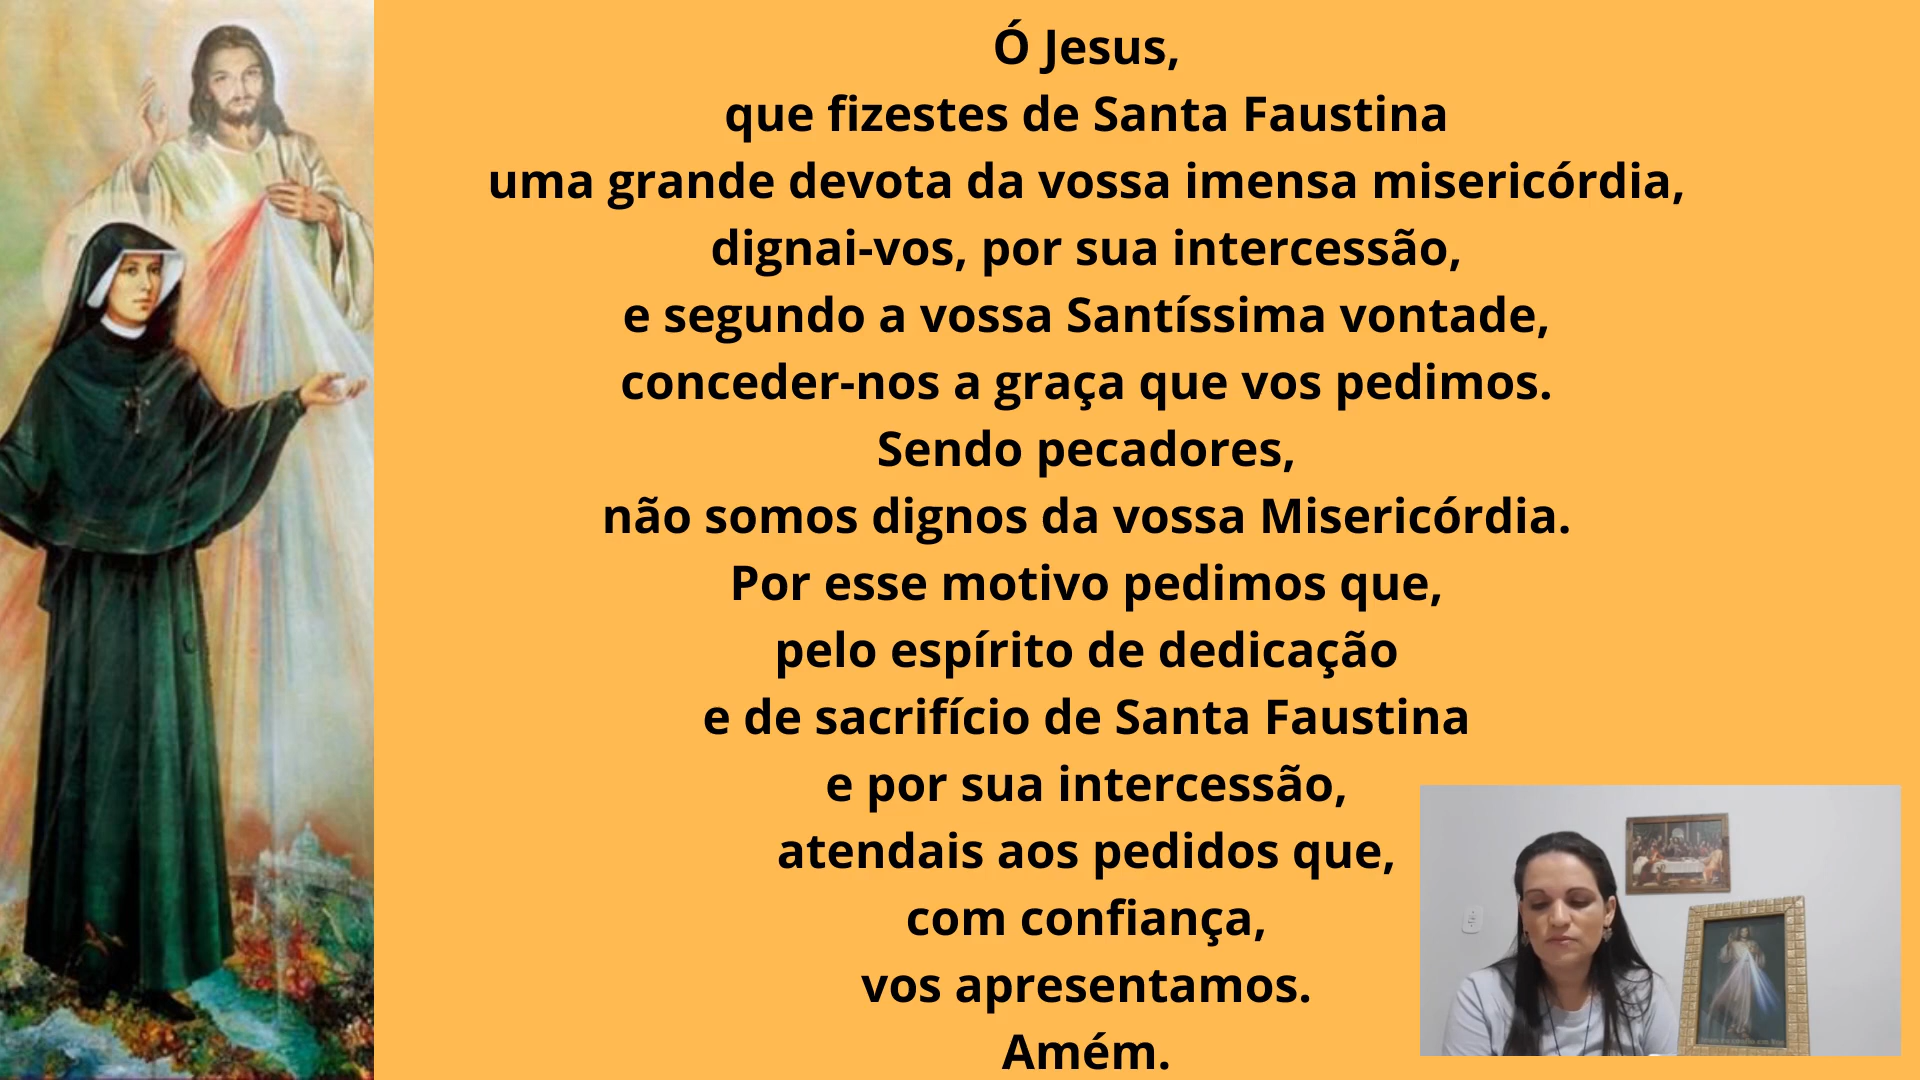 Ó Jesus,
que fizestes de Santa Faustina
uma grande devota da vossa imensa misericórdia,
dignai-vos, por sua intercessão,
e segundo a vossa Santíssima vontade,
conceder-nos a graça que vos pedimos.
Sendo pecadores,
não somos dignos da vossa Misericórdia.
Por esse motivo pedimos que,
pelo espírito de dedicação
e de sacrifício de Santa Faustina
e por sua intercessão,
atendais aos pedidos que,
com confiança,
vos apresentamos.
Amém.